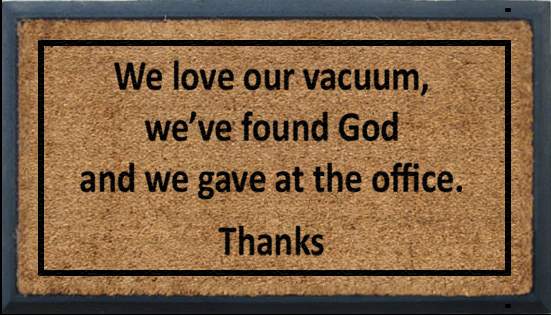 We love our vacuum,
we've found God
and we gave at the office.
Thanks